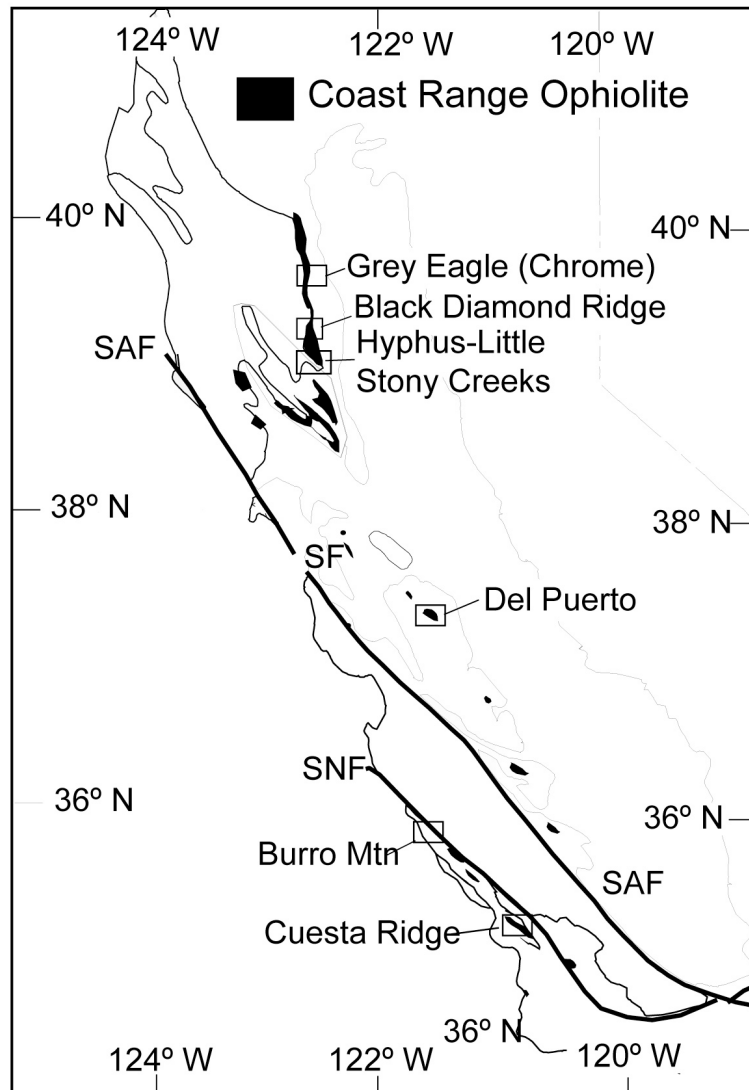 124º W
122º W
120º W
Coast Range Ophiolite
40º N
40º N
Grey Eagle (Chrome)
Black Diamond Ridge
SAF
Hyphus-Little
Stony Creeks
38º N
38º N
SF
Del Puerto
SNF
36º N
36º N
Burro Mtn
SAF
Cuesta Ridge
36º N
124º W
122º W
120º W